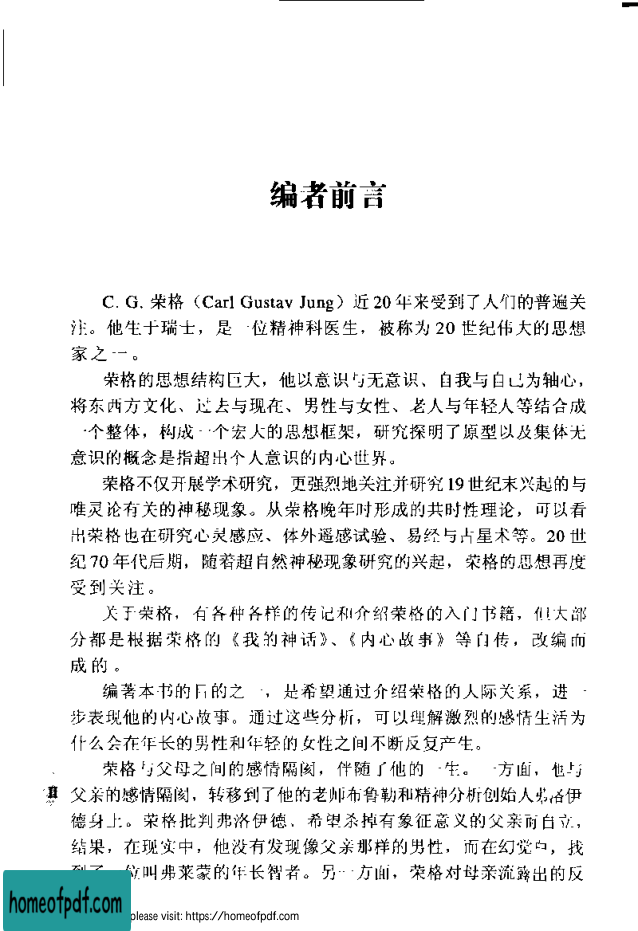 编者前言
C. G. 荣格（Carl Gustav Jung）近 20 年来受到了人们的普遍关
注。他生于瑞士，是一位精神科医生，被称为 20 世纪伟大的思想
家之一。
荣格的思想结构巨大，他以意识与无意识、自我与自己为轴心，
将东西方文化、过去与现在、男性与女性、老人与年轻人等结合成
一个整体，构成一个宏大的思想框架，研究探明了原型以及集体无
意识的概念是指超出个人意识的内心世界。
荣格不仅开展学术研究，更强烈地关注并研究 19 世纪末兴起的与
唯灵论有关的神秘现象。从荣格晚年时形成的共时性理论，可以看
出荣格也在研究心灵感应、体外遥感试验、易经与占星术等。20 世
纪 70 年代后期，随着超自然神秘现象研究的兴起，荣格的思想再度
受到关注。
关于荣格，有各种各样的传记和介绍荣格的入门书籍，但大部
分都是根据荣格的《我的神话》、《内心故事》等自传，改编而
成的。
编著本书的目的之一，是希望通过介绍荣格的人际关系，进一
步表现他的内心故事。通过这些分析，可以理解激烈的感情生活为
什么会在年长的男性和年轻的女性之间不断反复产生。
荣格与父母之间的感情隔阂，伴随了他的一生。一方面，他与
父亲的感情隔阂，转移到了他的老师布鲁勒和精神分析创始人弗洛伊
德身上。荣格批判弗洛伊德、希望杀掉有象征意义的父亲而自立，
结果，在现实中，他没有发现像父亲那样的男性，而在幻觉中，找
到了一位叫弗莱蒙的年长智者。另一方面，荣格对母亲流露出的反
homeofpdf.com
please visit: https://homeofpdf.com